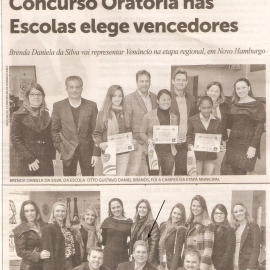 Concurso Oratória nas
Escolas elege vencedores
Brenda Daniela da Silva vai representar Venâncio na etapa regional, em Novo Hamburgo
BRENDA DANIELA DA SILVA, DA ESCOLA OTTO GUSTAVO DANIEL BRANDS, FOI A CAMPEÃ DA ETAPA MUNICIPAL